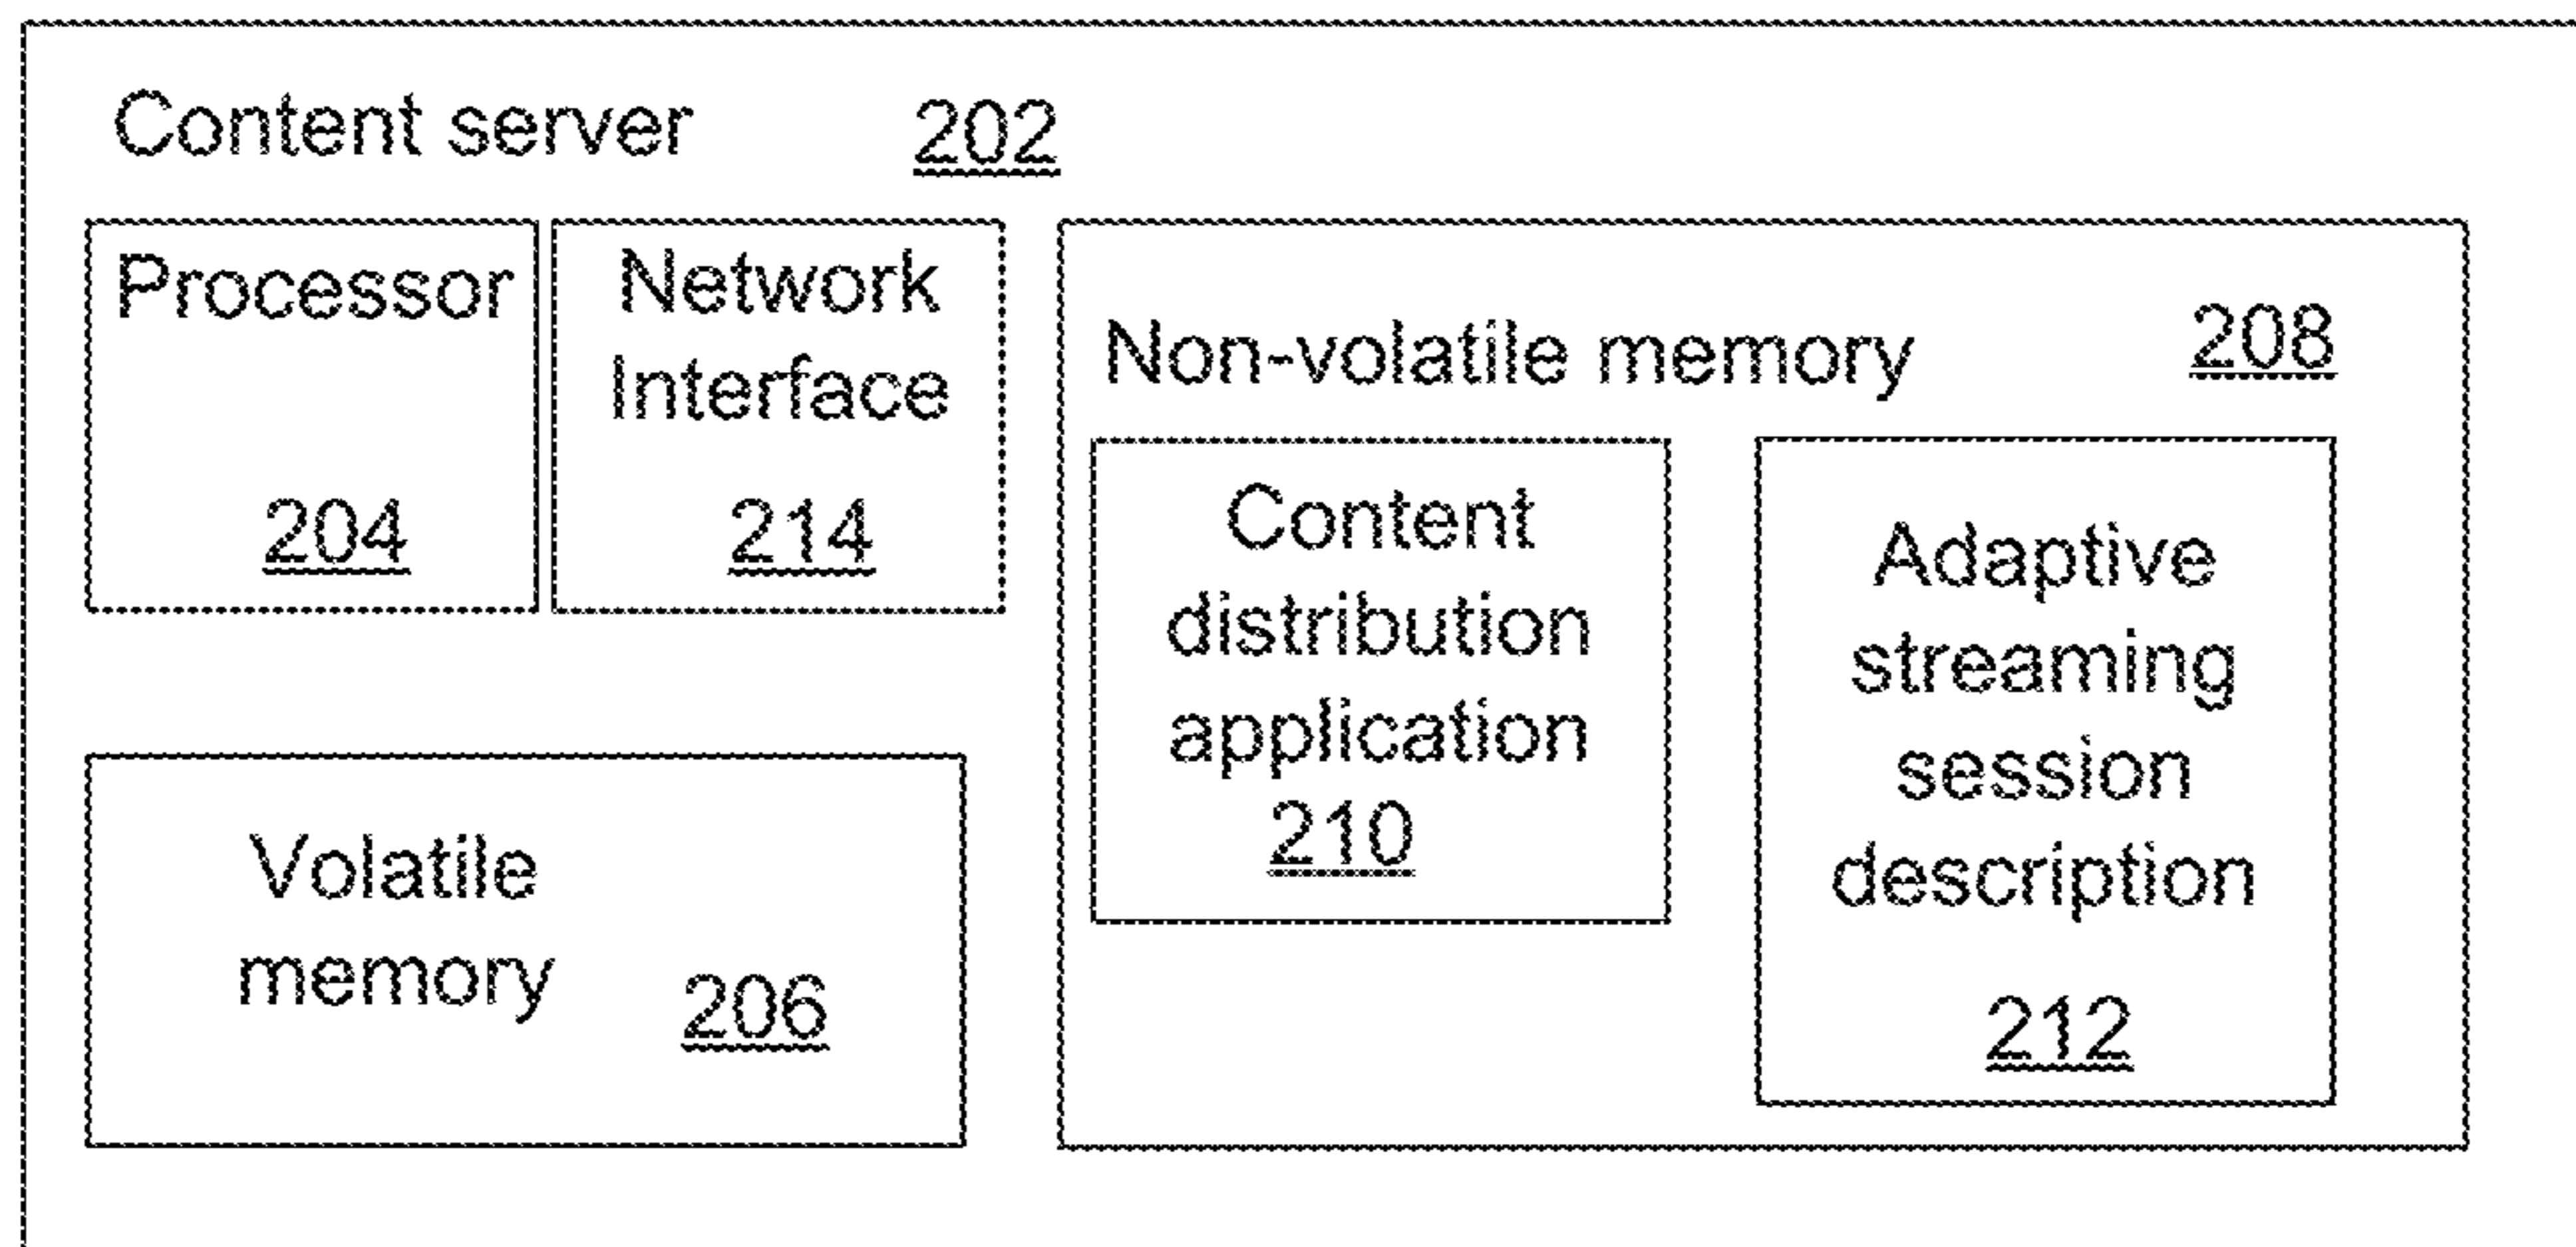 Content server 202
Processor
204
Network
Interface
214
Volatile
memory
206
Non-volatile memory 208
Content
distribution
application
210
Adaptive
streaming
session
description
212